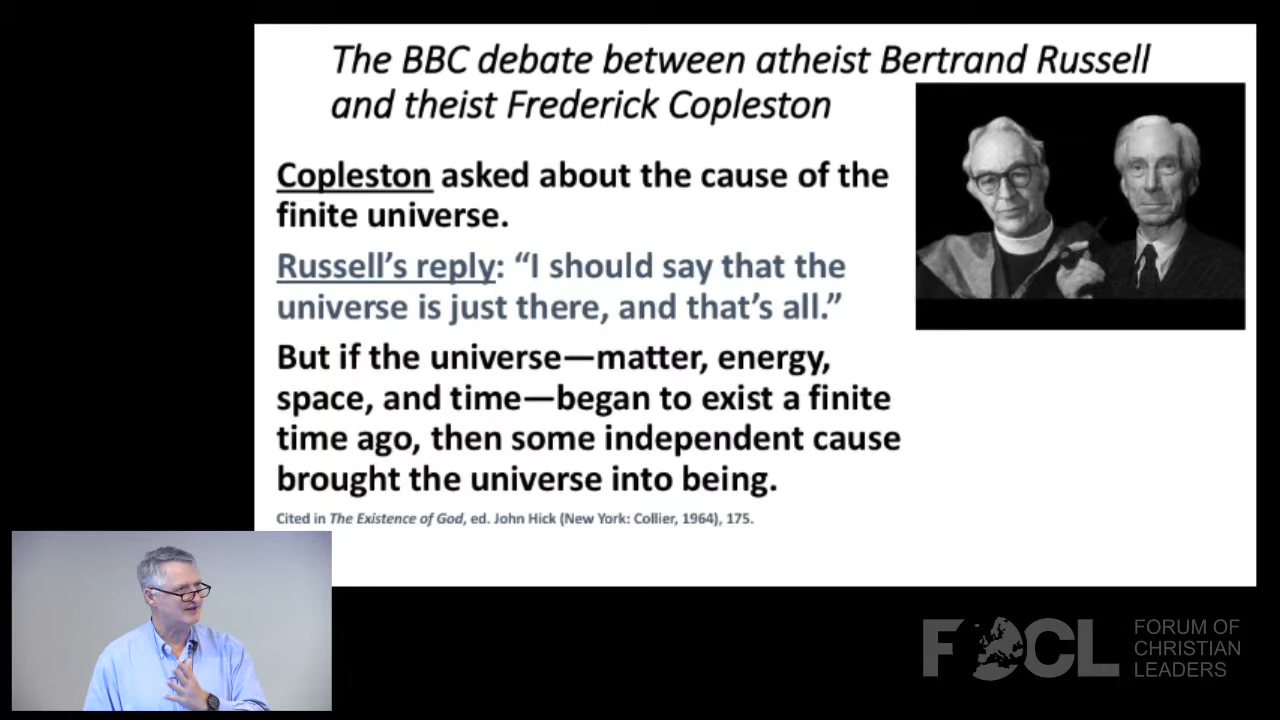 The BBC debate between atheist Bertrand Russell
and theist Frederick Copleston
Copleston asked about the cause of the
finite universe.
Russell’s reply: “I should say that the
universe is just there, and that’s all.”
But if the universe—matter, energy,
space, and time—began to exist a finite
time ago, then some independent cause
brought the universe into being.
Cited in The Existence of God, ed. John Hick (New York: Collier, 1964), 175.
FOCL
FORUM OF
CHRISTIAN
LEADERS